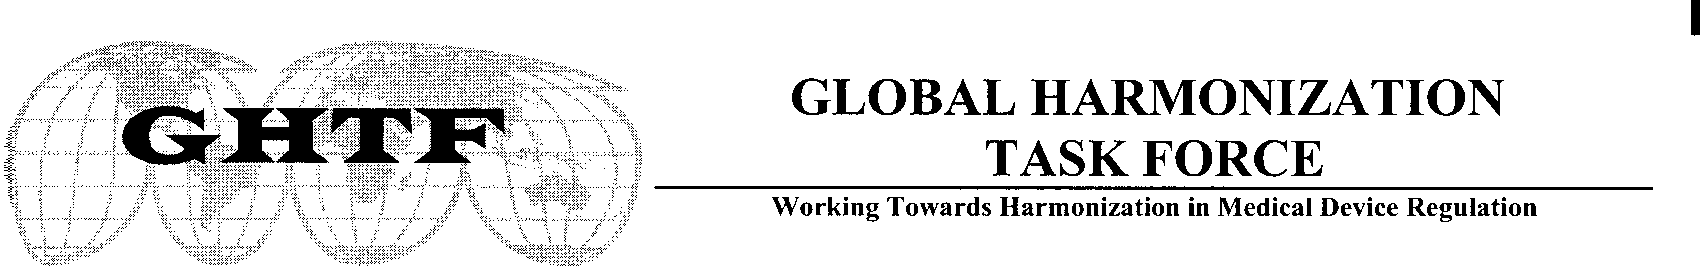 GHTF
GLOBAL HARMONIZATION
TASK FORCE
Working Towards Harmonization in Medical Device Regulation